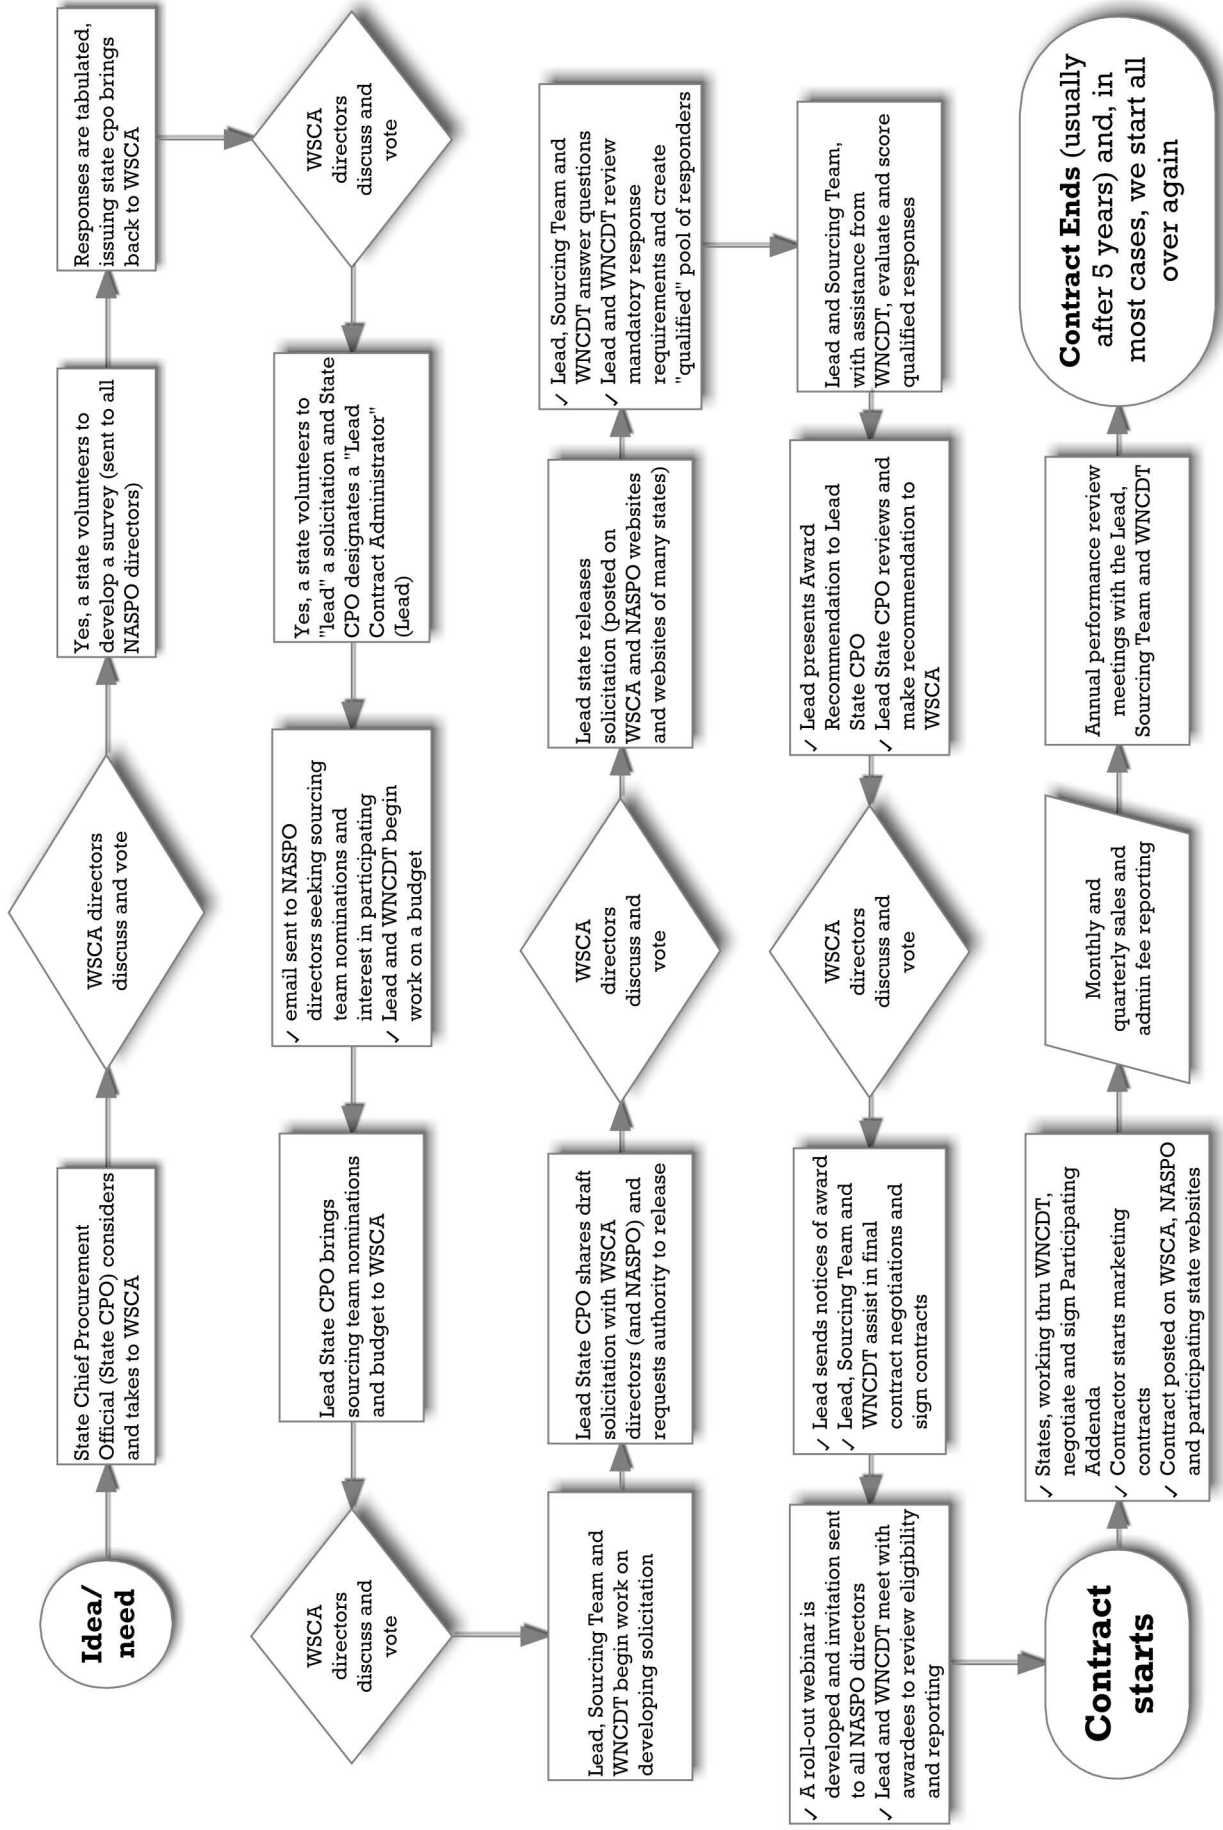 Idea/
need
State Chief Procurement
Official (State CPO) considers
and takes to WSCA
WSCA directors
discuss and vote
Yes, a state volunteers to
develop a survey (sent to all
NASPO directors)
Responses are tabulated,
issuing state cpo brings
back to WSCA
WSCA
directors
discuss and
vote
Yes, a state volunteers to
"lead" a solicitation and State
CPO designates a "Lead
Contract Administrator"
(Lead)
✓ email sent to NASPO
directors seeking sourcing
team nominations and
interest in participating
✓ Lead and WNCDT begin
work on a budget
Lead State CPO brings
sourcing team nominations
and budget to WSCA
WSCA
directors
discuss and
vote
Lead, Sourcing Team and
WNCDT begin work on
developing solicitation
Lead State CPO shares draft
solicitation with WSCA
directors (and NASPO) and
requests authority to release
WSCA
directors
discuss and
vote
Lead state releases
solicitation (posted on
WSCA and NASPO websites
and websites of many states)
✓ Lead, Sourcing Team and
WNCDT answer questions
✓ Lead and WNCDT review
mandatory response
requirements and create
"qualified" pool of responders
Lead and Sourcing Team,
with assistance from
WNCDT, evaluate and score
qualified responses
✓ Lead presents Award
Recommendation to Lead
State CPO
✓ Lead State CPO reviews and
make recommendation to
WSCA
WSCA
directors
discuss and
vote
✓ Lead sends notices of award
✓ Lead, Sourcing Team and
WNCDT assist in final
contract negotiations and
sign contracts
✓ A roll-out webinar is
developed and invitation sent
to all NASPO directors
✓ Lead and WNCDT meet with
awardees to review eligibility
and reporting
Contract
starts
✓ States, working thru WNCDT,
negotiate and sign Participating
Addenda
✓ Contractor starts marketing
contracts
✓ Contract posted on WSCA, NASPO
and participating state websites
Monthly and
quarterly sales and
admin fee reporting
Annual performance review
meetings with the Lead,
Sourcing Team and WNCDT
Contract Ends (usually
after 5 years) and, in
most cases, we start all
over again